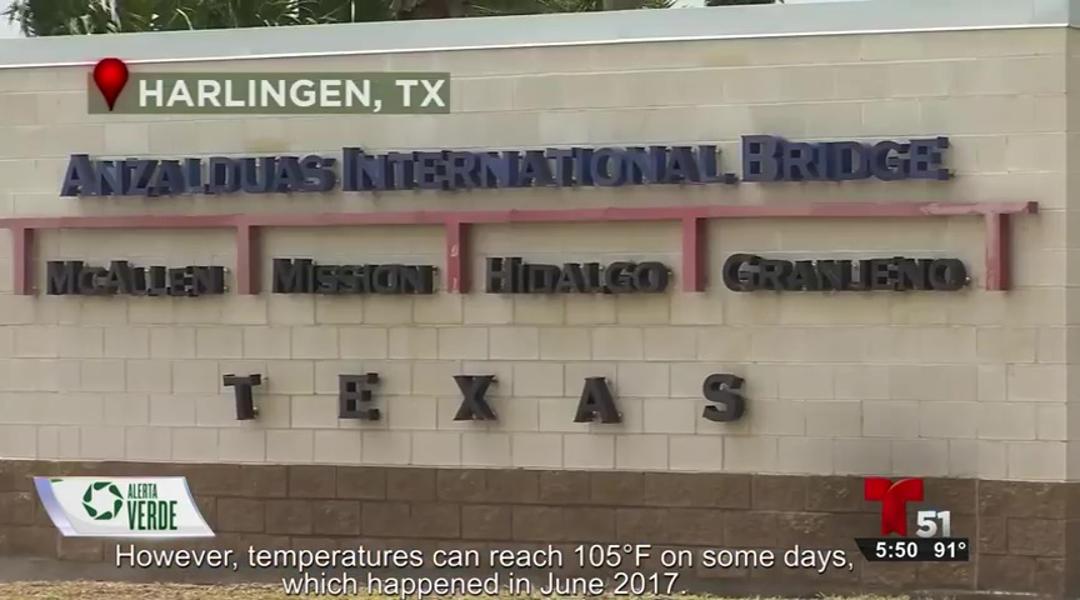 HARLINGEN, TX
ANZALDUAS INTERNATIONAL BRIDGE
MCALLEN MISSION HIDALGO GRANJENO
TEXAS
ALERTA
VERDE
51
5:50 91°
However, temperatures can reach 105°F on some days,
which happened in June 2017.